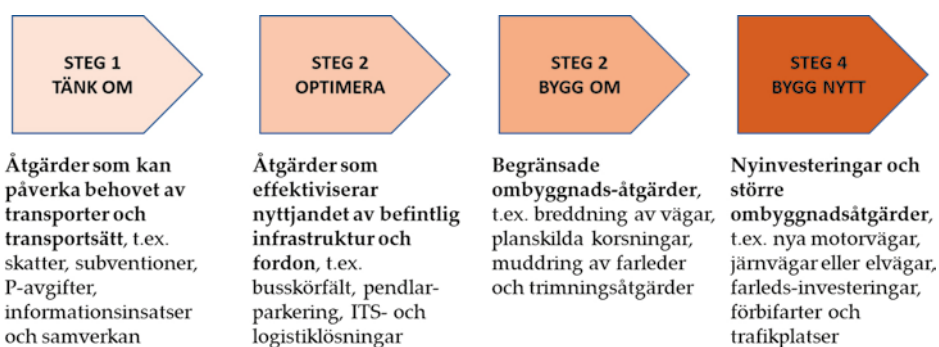 STEG 1
TÄNK OM
Åtgärder som kan
påverka behovet av
transporter och
transportsätt, t.ex.
skatter, subventioner,
P-avgifter,
informationsinsatser
och samverkan
STEG 2
OPTIMERA
Åtgärder som
effektiviserar
nyttjandet av befintlig
infrastruktur och
fordon, t.ex.
busskörfält, pendlar-
parkering, ITS- och
logistiklösningar
STEG 2
BYGG OM
Begränsade
ombyggnads-åtgärder,
t.ex. breddning av vägar,
planskilda korsningar,
muddring av farleder
och trimningsåtgärder
STEG 4
BYGG NYTT
Nyinvesteringar och
större
ombyggnadsåtgärder,
t.ex. nya motorvägar,
järnvägar eller elvägar,
farleds-investeringar,
förbifarter och
trafikplatser